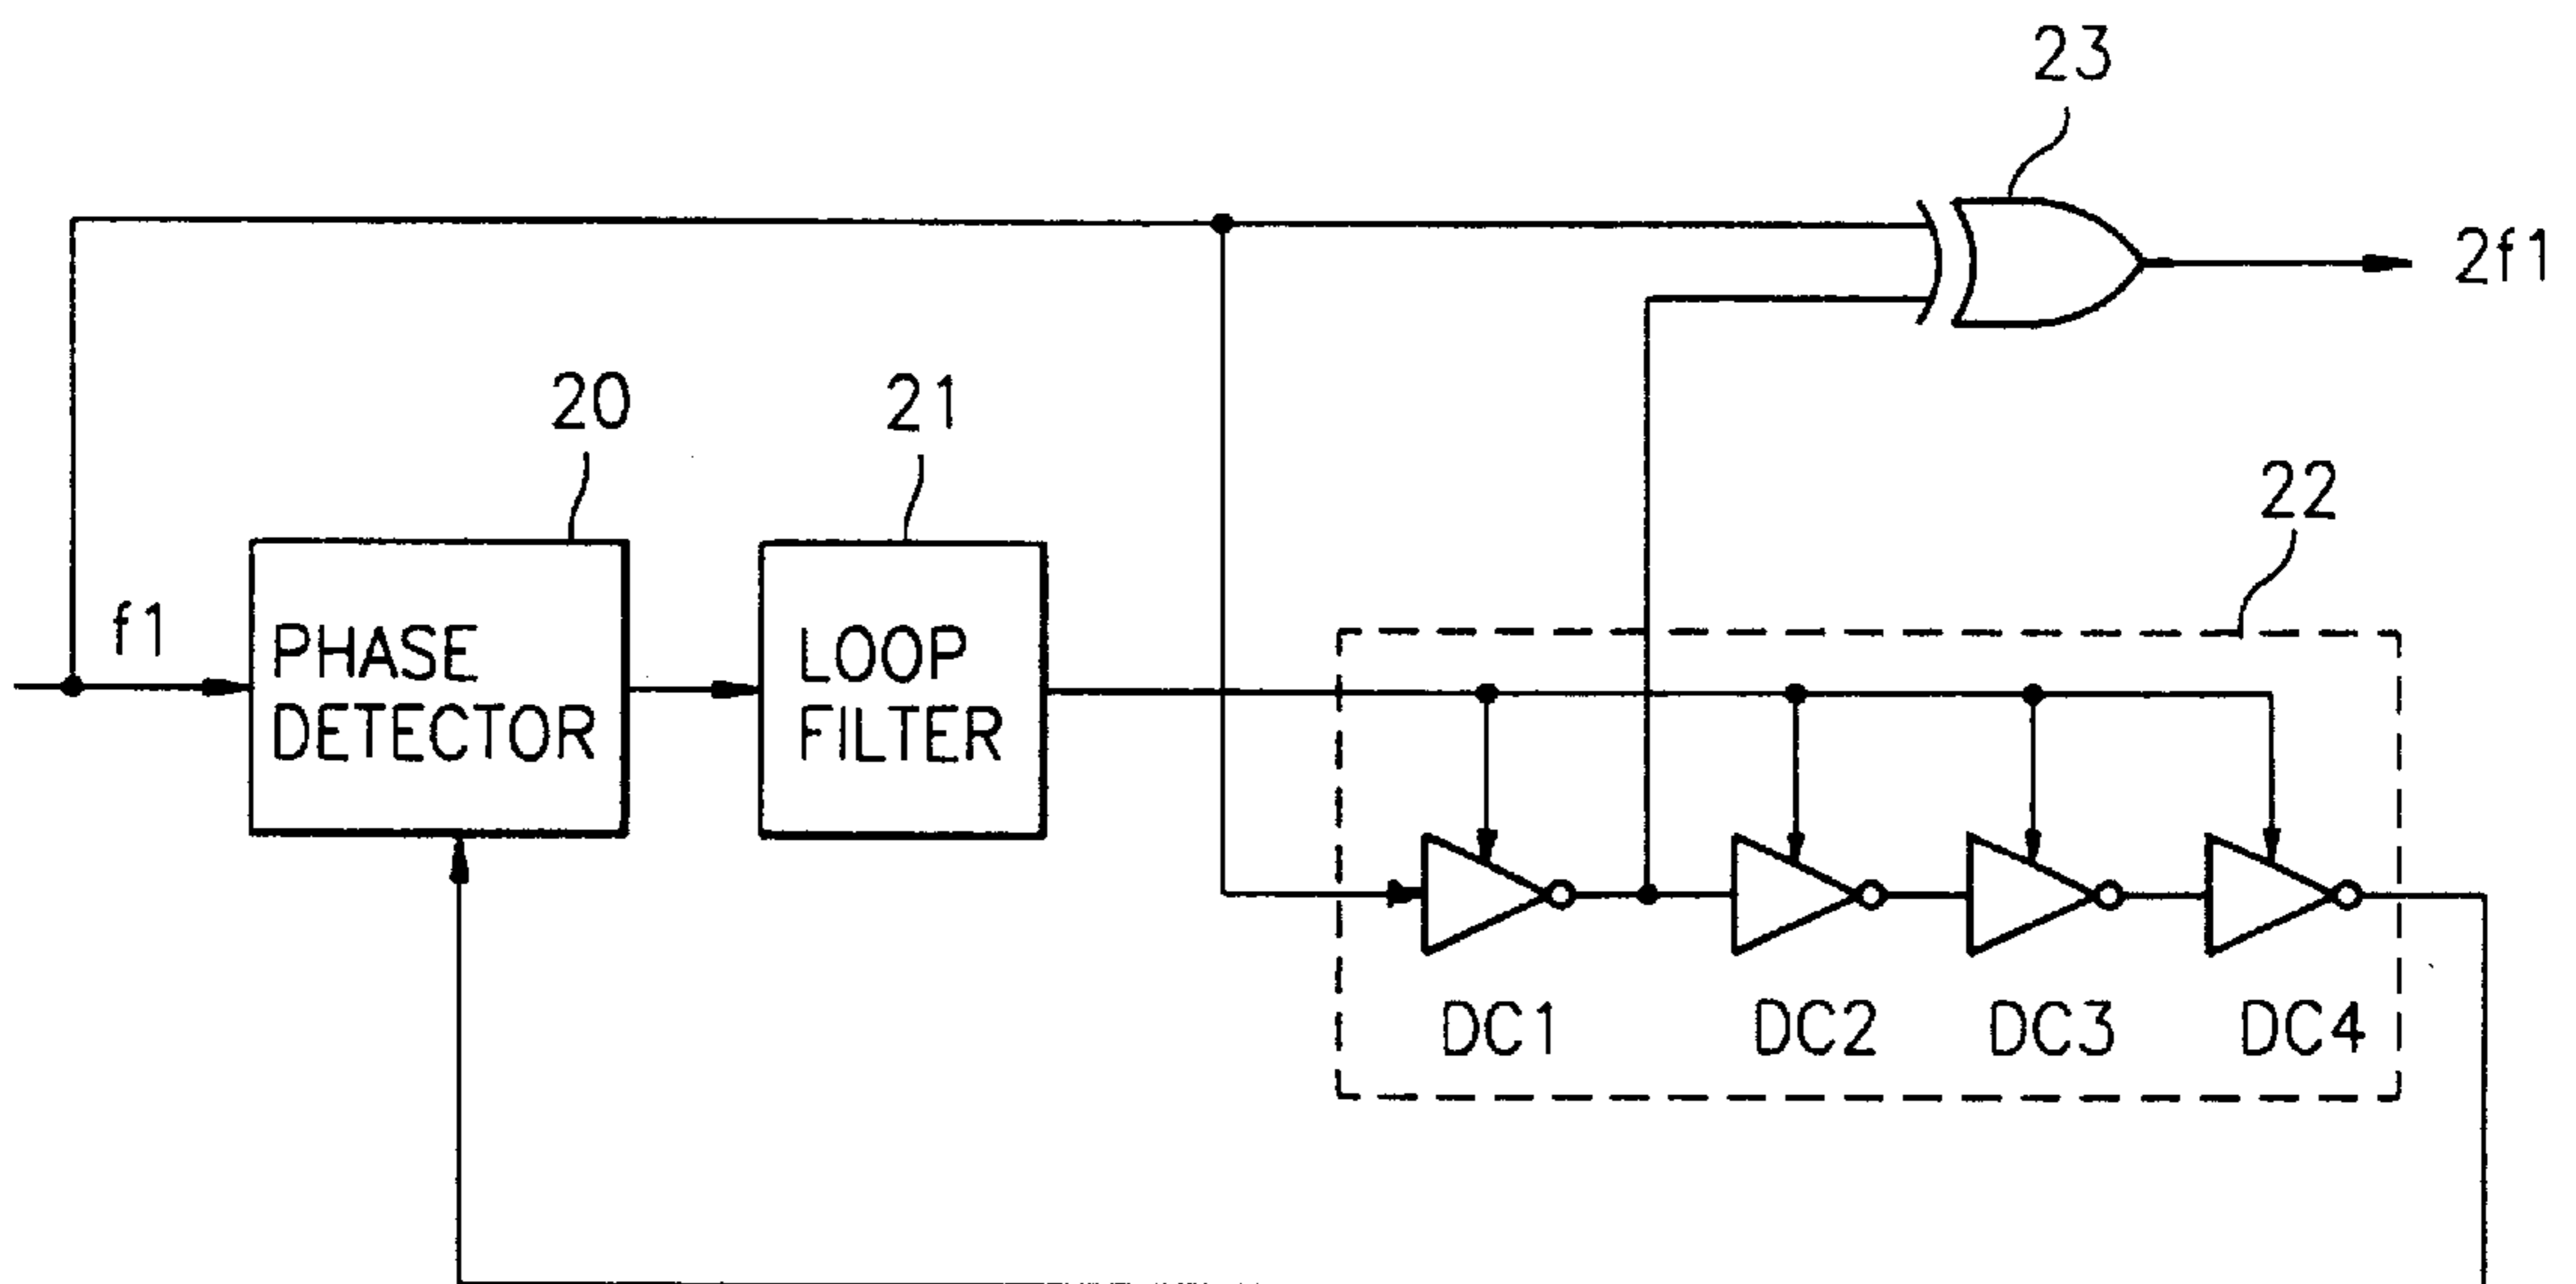 23
2f1
20
21
22
f1
PHASE
DETECTOR
LOOP
FILTER
DC1
DC2
DC3
DC4